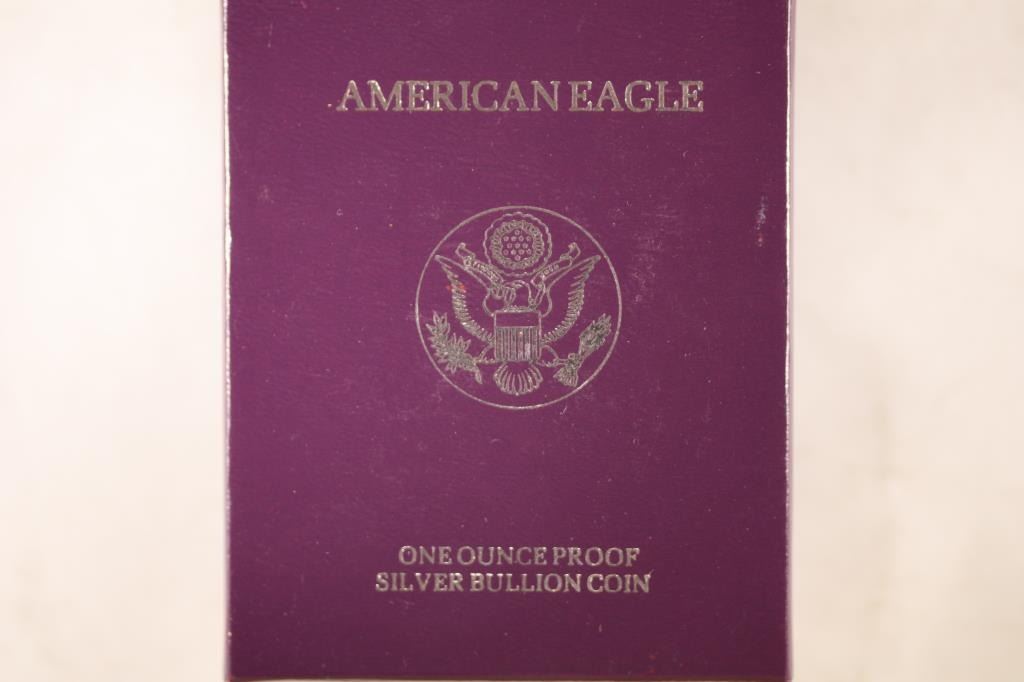 AMERICAN EAGLE
ONE OUNCE PROOF
SILVER BULLION COIN